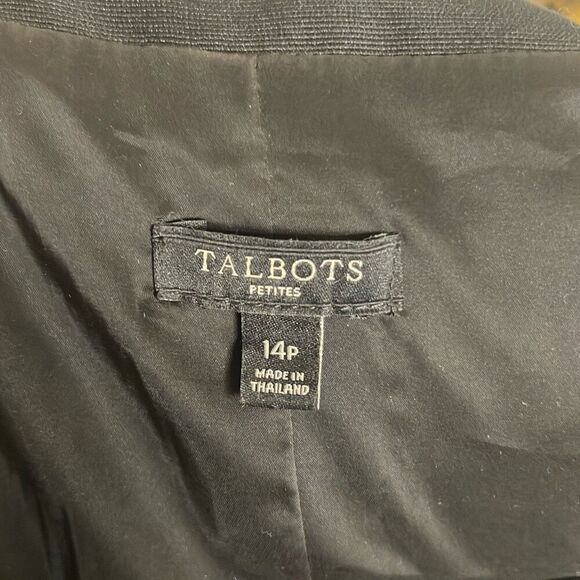 TALBOTS
PETITES
14P
MADE IN
THAILAND